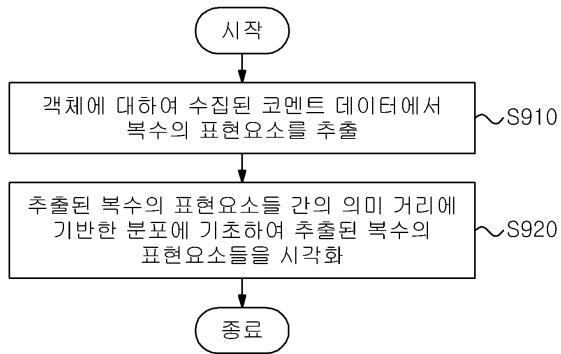 시작
객체에 대하여 수집된 코멘트 데이터에서
복수의 표현요소를 추출
S910
추출된 복수의 표현요소들 간의 의미 거리에
기반한 분포에 기초하여 추출된 복수의
표현요소들을 시각화
S920
종료